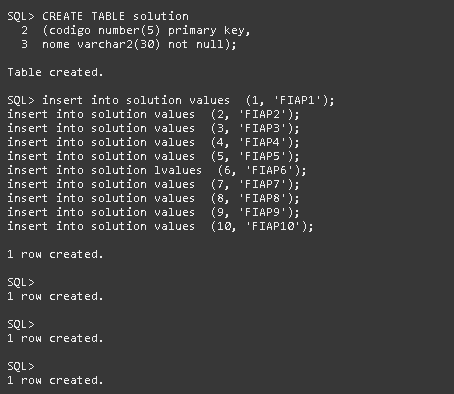 SQL> CREATE TABLE solution
2 (codigo number(5) primary key,
3 nome varchar2(30) not null);
Table created.
SQL> insert into solution values (1, 'FIAP1');
insert into solution values (2, 'FIAP2');
insert into solution values (3, 'FIAP3');
insert into solution values (4, 'FIAP4');
insert into solution values (5, 'FIAP5');
insert into solution lvalues (6, 'FIAP6');
insert into solution values (7, 'FIAP7');
insert into solution values (8, 'FIAP8');
insert into solution values (9, 'FIAP9');
insert into solution values (10, 'FIAP10');
1 row created.
SQL>
1 row created.
SQL>
1 row created.
SQL>
1 row created.